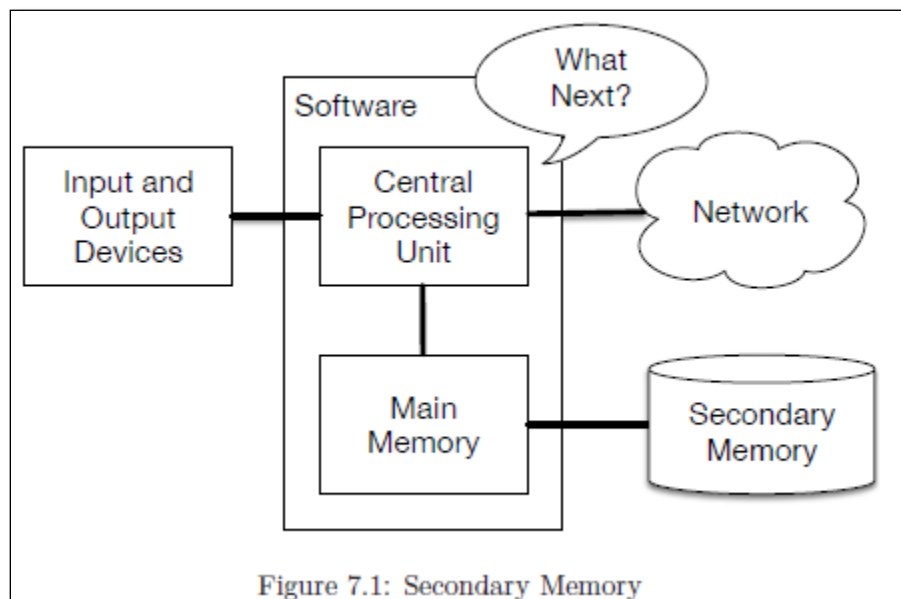 What
Next?
Software
Input and
Output
Devices
Central
Processing
Unit
Network
Main
Memory
Secondary
Memory
Figure 7.1: Secondary Memory